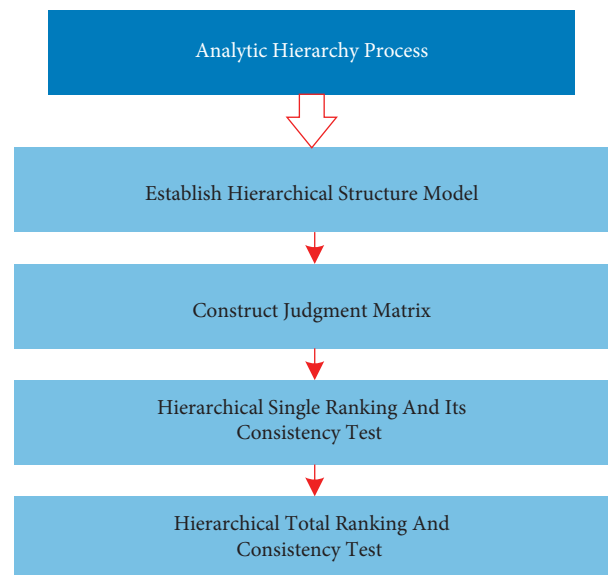 Analytic Hierarchy Process
Establish Hierarchical Structure Model
Construct Judgment Matrix
Hierarchical Single Ranking And Its
Consistency Test
Hierarchical Total Ranking And
Consistency Test